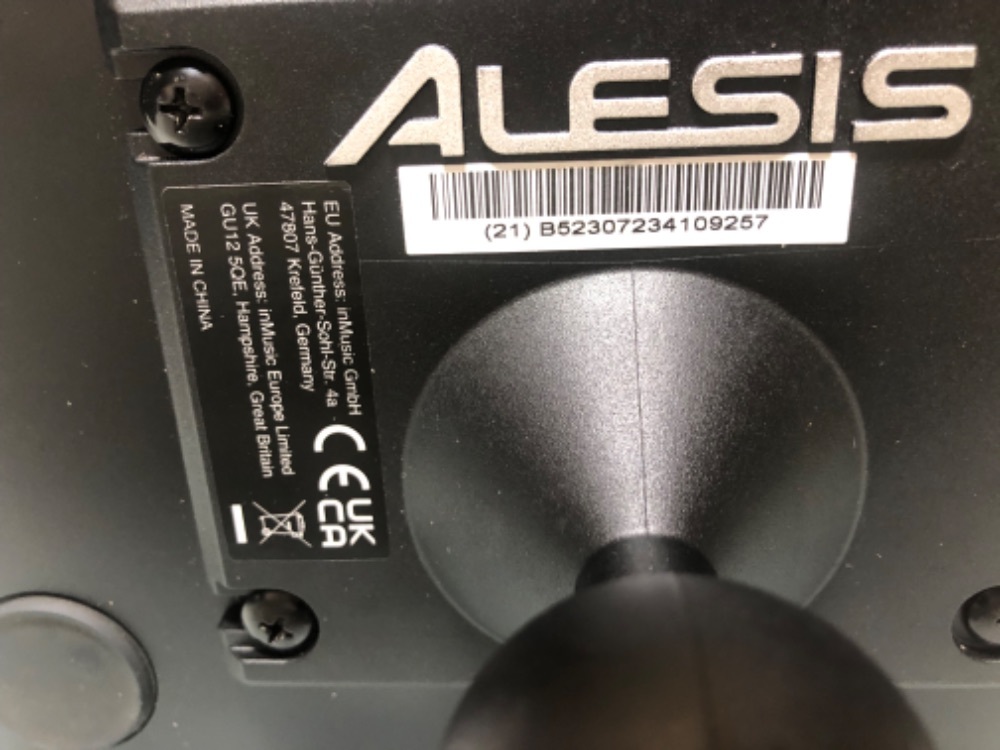 ALESIS
(21) B52307234109257
EU Address: inMusic GmbH
Hans-Günther-Sohl-Str. 4a
47807 Krefeld, Germany
UK Address: inMusic Europe Limited
GU12 5QE, Hampshire, Great Britain
MADE IN CHINA
CE
UK
CA